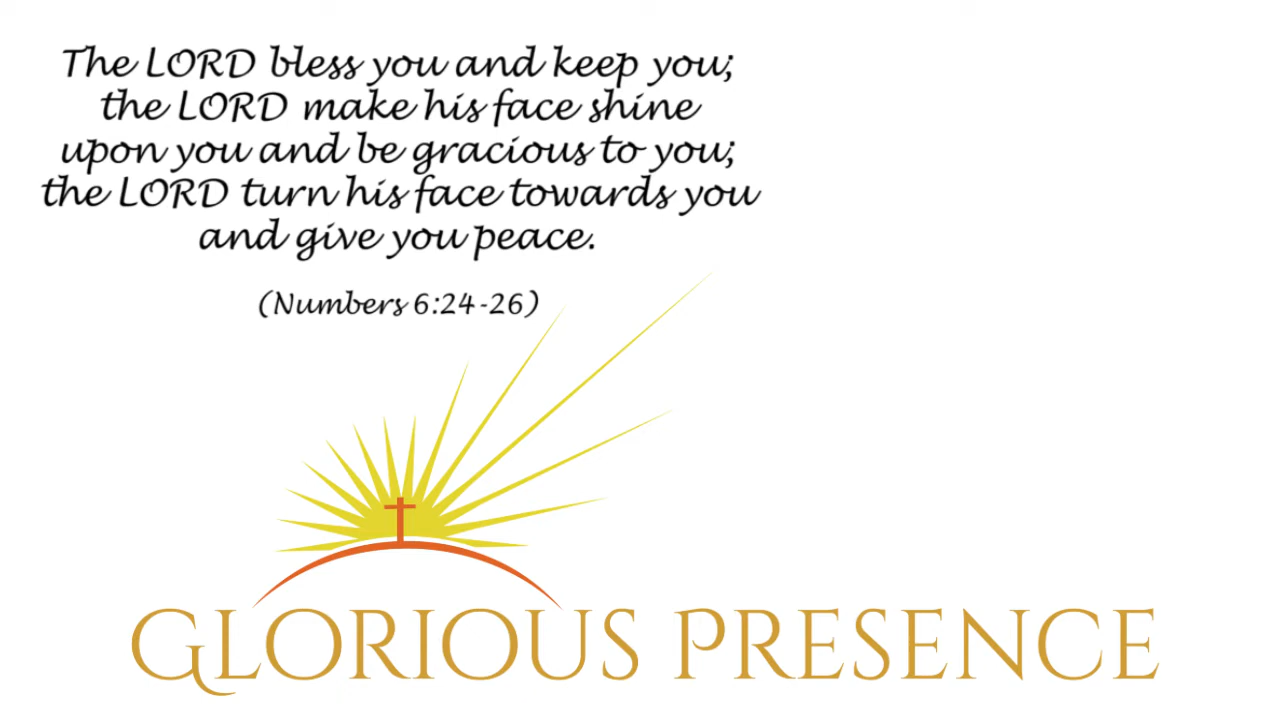 The LORD bless you and keep you;
the LORD make his face shine
upon you and be gracious to you;
the LORD turn his face towards you
and give you peace.
(Numbers 6:24-26)
GLORIOUS PRESENCE